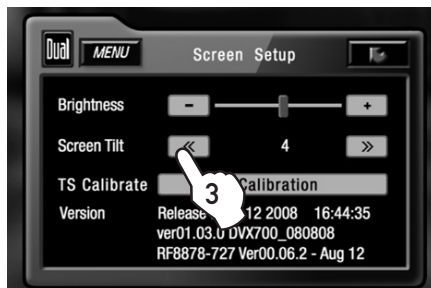 Dual MENU Screen Setup
Brightness - +
Screen Tilt « 4 »
TS Calibrate Calibration
3
Version Release 12 2008 16:44:35
ver01.03.0 DVX700_080808
RF8878-727 Ver00.06.2 - Aug 12